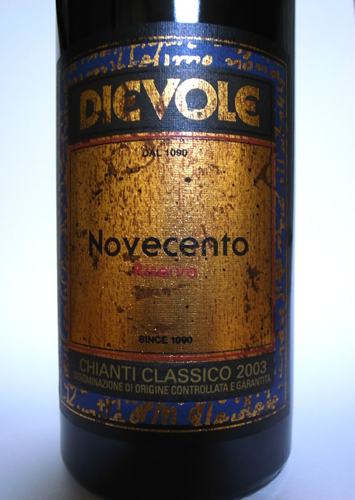 DIEVOLE
DAL 1090
Novecento
Riserva
SINCE 1090
CHIANTI CLASSICO 2003
DENOMINAZIONE DI ORIGINE CONTROLLATA E GARANTITA